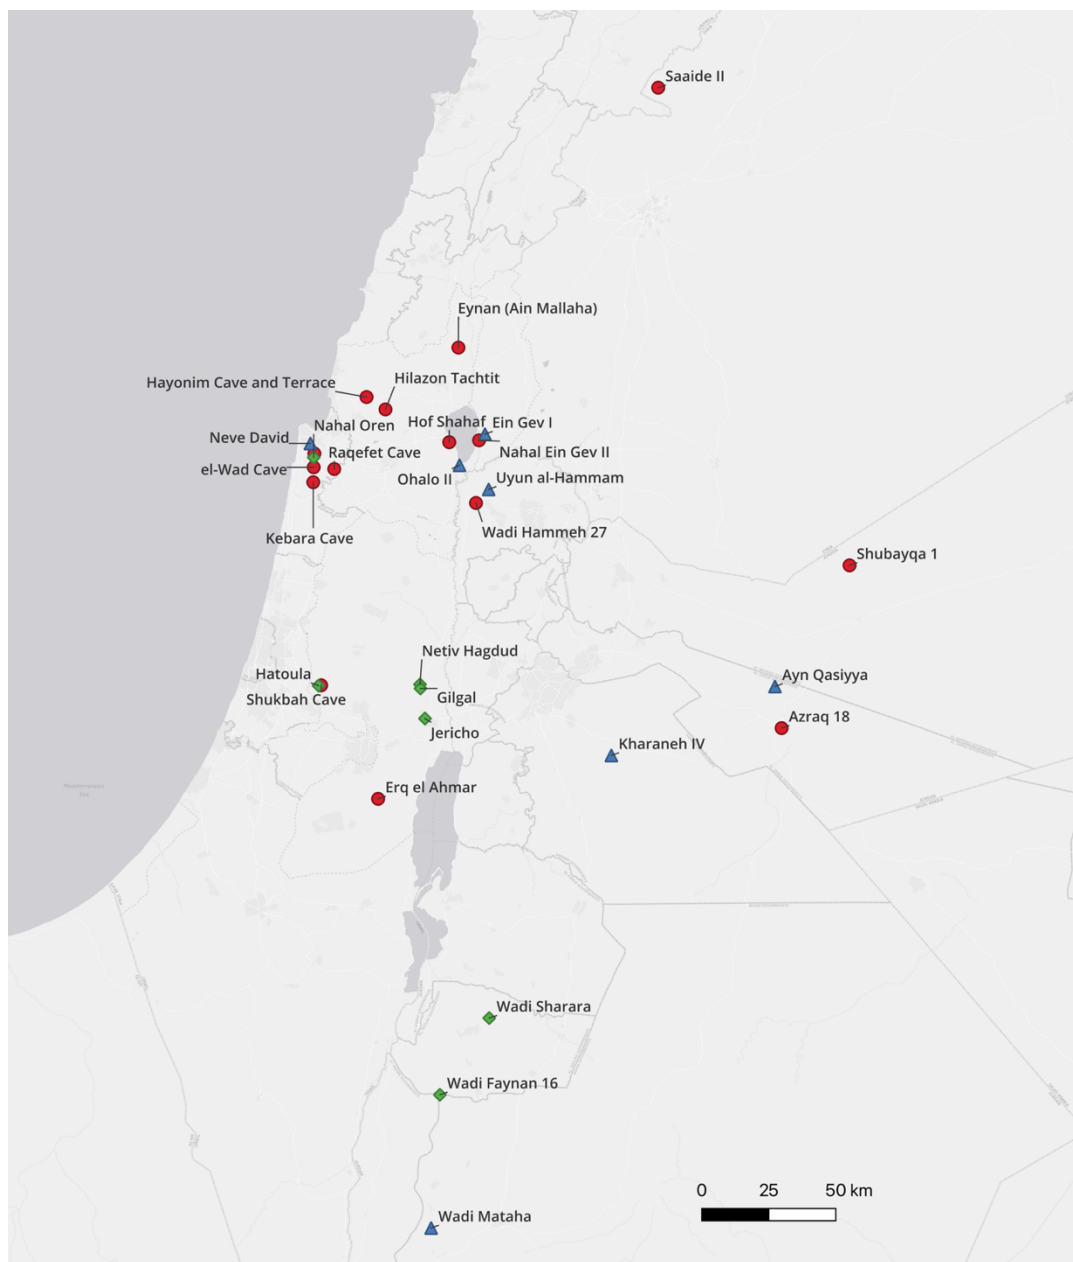 Saaide II
Eynan (Ain Mallaha)
Hayonim Cave and Terrace
Hilazon Tachtit
Hof Shahaf
Ein Gev I
Nahal Oren
Neve David
Raqefet Cave
Nahal Ein Gev II
el-Wad Cave
Ohalo II
Uyun al-Hammam
Kebara Cave
Wadi Hammeh 27
Shubayqa 1
Netiv Hagdud
Hatoula
Ayn Qasiyya
Shukbah Cave
Gilgal
Azraq 18
Jericho
Kharaneh IV
Erq el Ahmar
Wadi Sharara
Wadi Faynan 16
0 25 50 km
Wadi Mataha